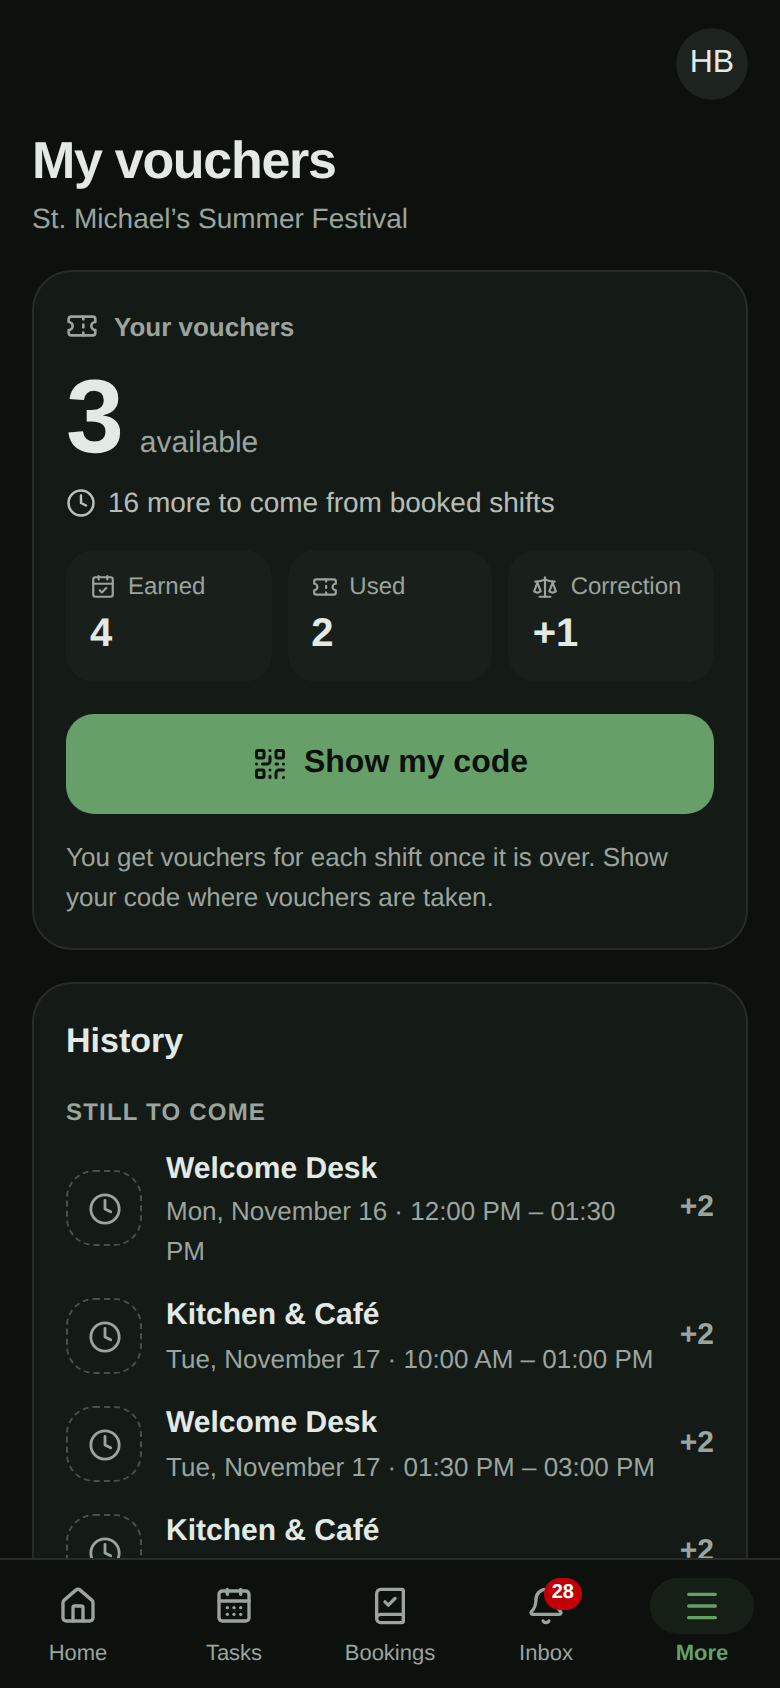 HB
My vouchers
St. Michael’s Summer Festival
Your vouchers
3 available
16 more to come from booked shifts
Earned
4
Used
2
Correction
+1
Show my code
You get vouchers for each shift once it is over. Show
your code where vouchers are taken.
History
STILL TO COME
Welcome Desk
Mon, November 16 · 12:00 PM – 01:30
PM
+2
Kitchen & Café
Tue, November 17 · 10:00 AM – 01:00 PM
+2
Welcome Desk
Tue, November 17 · 01:30 PM – 03:00 PM
+2
Kitchen & Café
+2
Home
Tasks
Bookings
28
Inbox
More